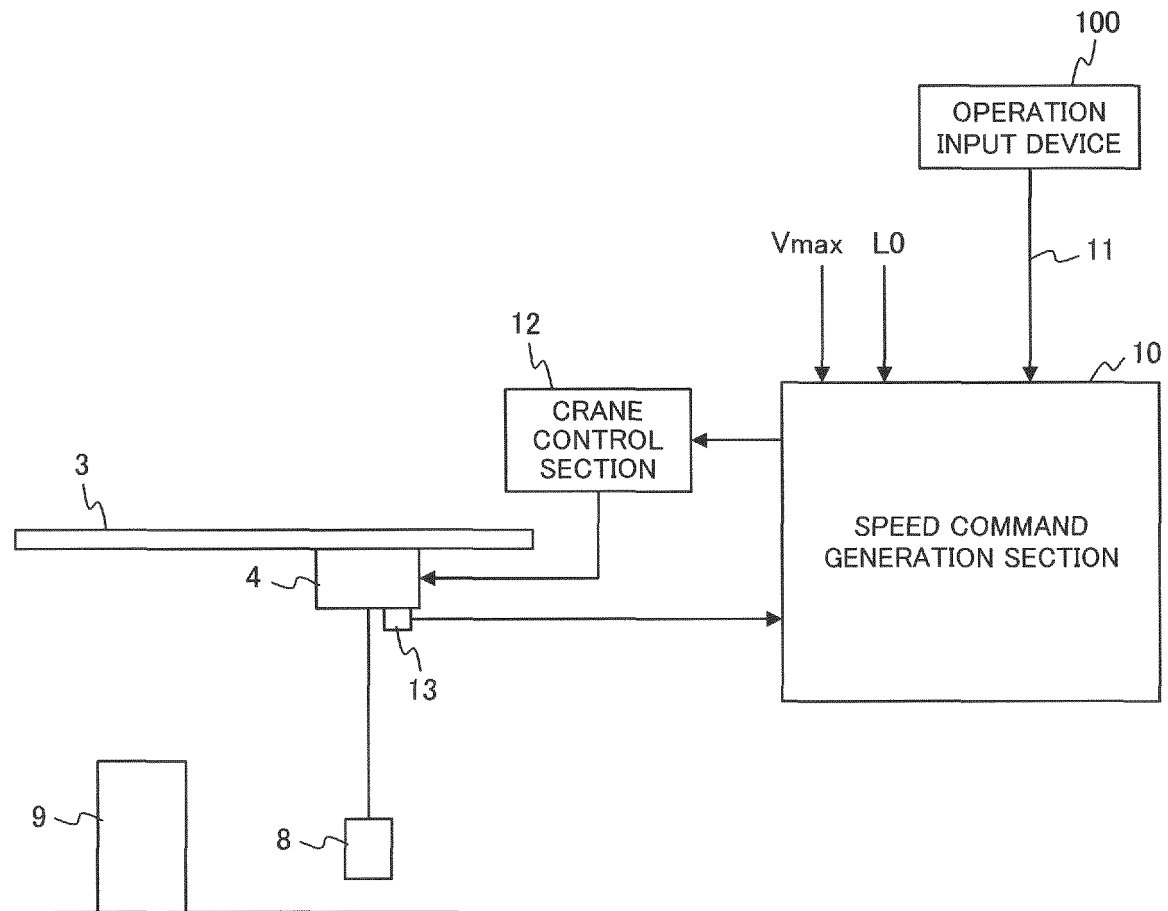 100
OPERATION
INPUT DEVICE
Vmax L0
11
12
10
CRANE
CONTROL
SECTION
3
SPEED COMMAND
GENERATION SECTION
4
13
9
8